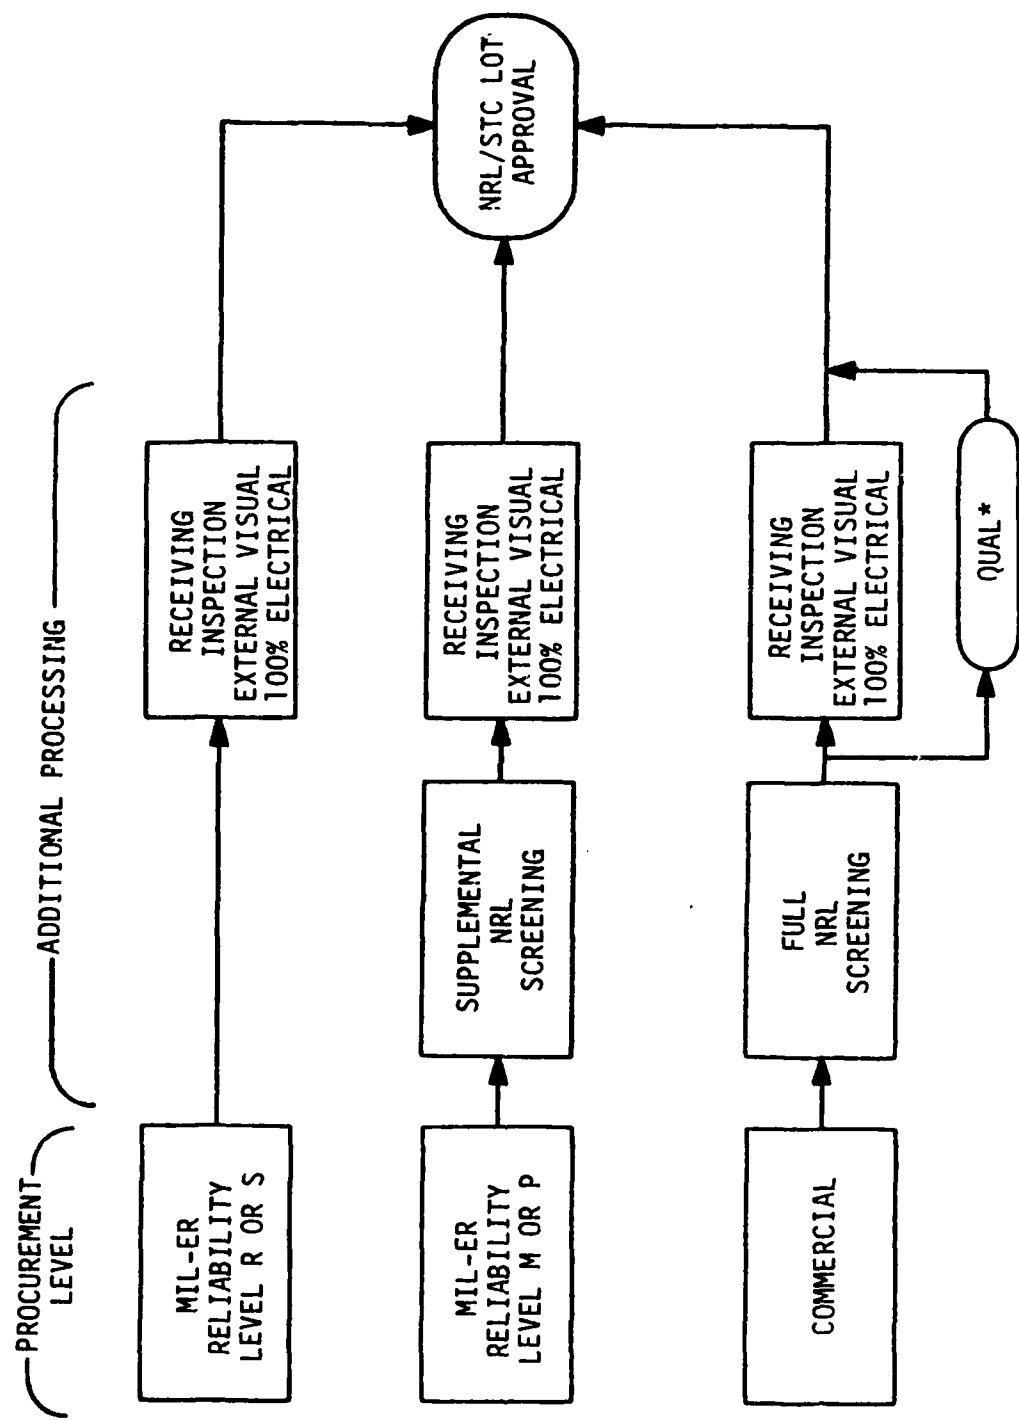 PROCUREMENT
LEVEL
ADDITIONAL PROCESSING
MIL-ER
RELIABILITY
LEVEL R OR S
RECEIVING
INSPECTION
EXTERNAL VISUAL
100% ELECTRICAL
MIL-ER
RELIABILITY
LEVEL M OR P
SUPPLEMENTAL
NRL
SCREENING
RECEIVING
INSPECTION
EXTERNAL VISUAL
100% ELECTRICAL
NRL/STC LOT
APPROVAL
COMMERCIAL
FULL
NRL
SCREENING
RECEIVING
INSPECTION
EXTERNAL VISUAL
100% ELECTRICAL
QUAL*